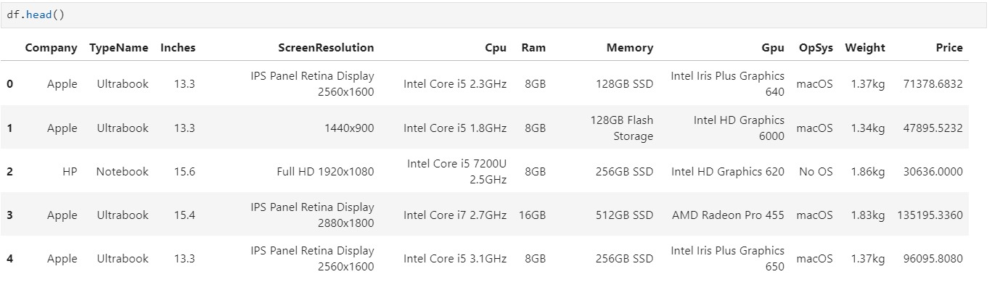 df.head()
Company TypeName Inches ScreenResolution Cpu Ram Memory Gpu OpSys Weight Price
0 Apple Ultrabook 13.3 IPS Panel Retina Display 2560x1600 Intel Core i5 2.3GHz 8GB 128GB SSD Intel Iris Plus Graphics 640 macOS 1.37kg 71378.6832
1 Apple Ultrabook 13.3 1440x900 Intel Core i5 1.8GHz 8GB 128GB Flash Storage Intel HD Graphics 6000 macOS 1.34kg 47895.5232
2 HP Notebook 15.6 Full HD 1920x1080 Intel Core i5 7200U 2.5GHz 8GB 256GB SSD Intel HD Graphics 620 No OS 1.86kg 30636.0000
3 Apple Ultrabook 15.4 IPS Panel Retina Display 2880x1800 Intel Core i7 2.7GHz 16GB 512GB SSD AMD Radeon Pro 455 macOS 1.83kg 135195.3360
4 Apple Ultrabook 13.3 IPS Panel Retina Display 2560x1600 Intel Core i5 3.1GHz 8GB 256GB SSD Intel Iris Plus Graphics 650 macOS 1.37kg 96095.8080